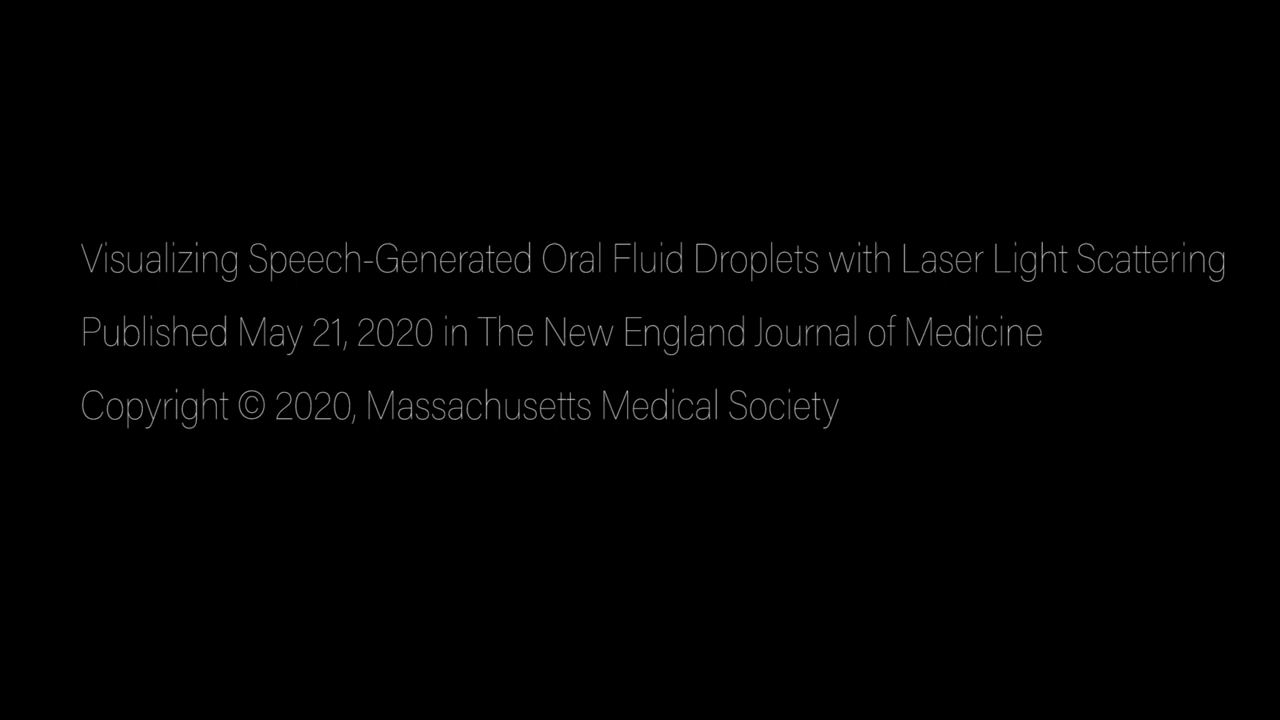 Visualizing Speech-Generated Oral Fluid Droplets with Laser Light Scattering
Published May 21, 2020 in The New England Journal of Medicine
Copyright © 2020, Massachusetts Medical Society